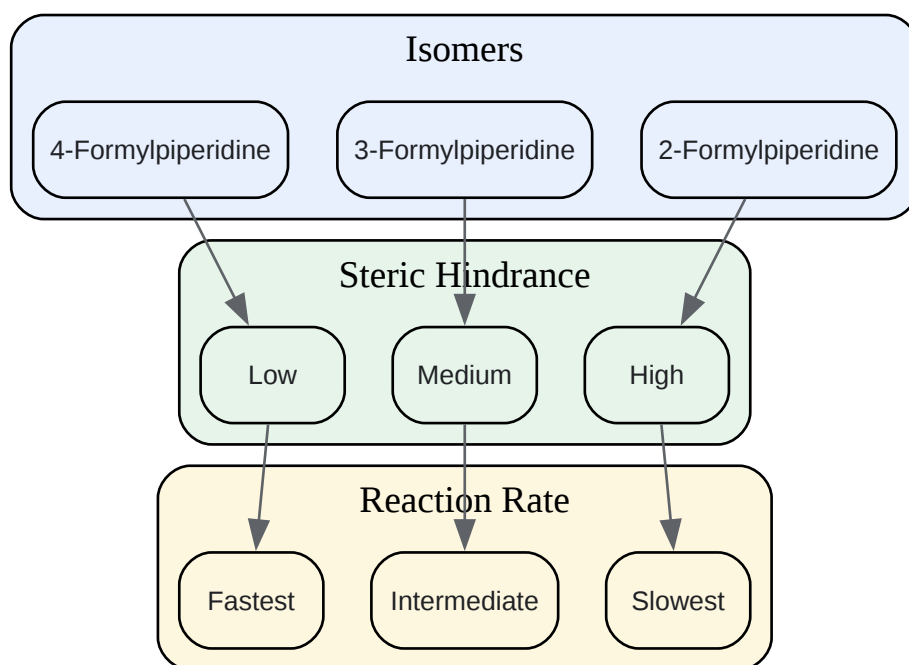 Isomers
4-Formylpiperidine
3-Formylpiperidine
2-Formylpiperidine
Steric Hindrance
Low
Medium
High
Reaction Rate
Fastest
Intermediate
Slowest